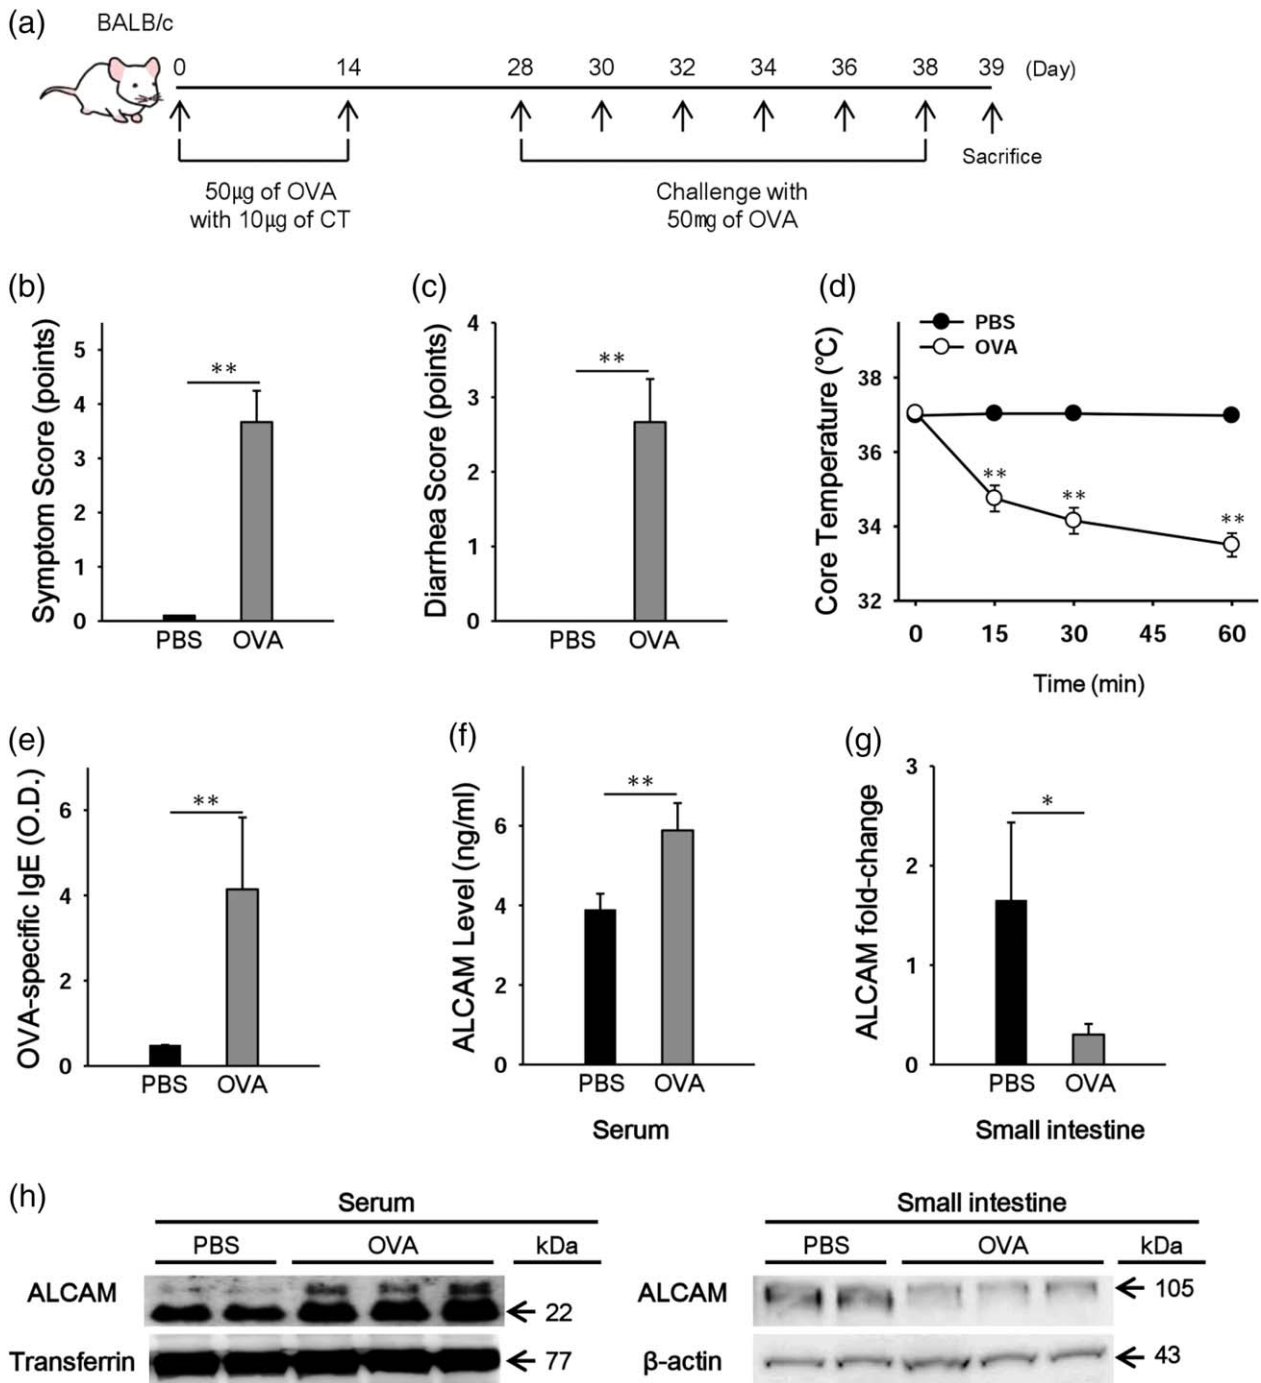 (a)
BALB/c
0 14 28 30 32 34 36 38 39 (Day)
Sacrifice
50µg of OVA
with 10µg of CT
Challenge with
50mg of OVA
(b)
Symptom Score (points)
5
4
3
2
1
0
**
PBS OVA
(c)
Diarrhea Score (points)
4
3
2
1
0
**
PBS OVA
(d)
PBS
OVA
Core Temperature (°C)
38
36
34
32
**
**
**
0 15 30 45 60
Time (min)
(e)
OVA-specific IgE (O.D.)
6
4
2
0
**
PBS OVA
(f)
ALCAM Level (ng/ml)
6
4
2
0
**
PBS OVA
Serum
(g)
ALCAM fold-change
3
2
1
0
*
PBS OVA
Small intestine
(h)
Serum
PBS OVA kDa
ALCAM
22
Transferrin
77
Small intestine
PBS OVA kDa
ALCAM
105
β-actin
43